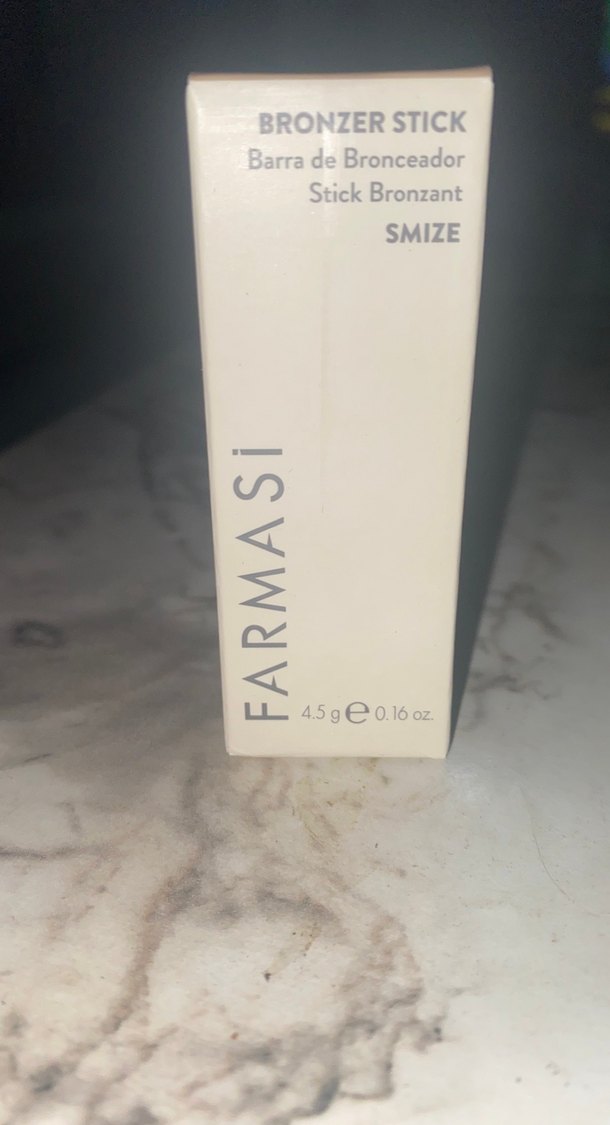 BRONZER STICK
Barra de Bronceador
Stick Bronzant
SMIZE
FARMASi
4.5 g ℮ 0.16 oz.